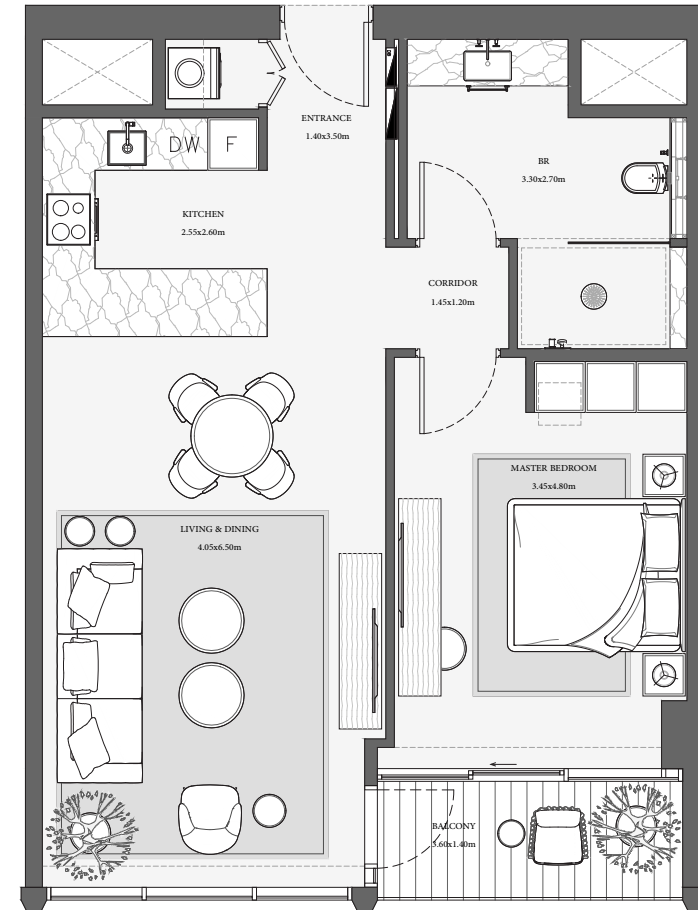 ENTRANCE
1.40x3.50m
DW
F
BR
3.30x2.70m
KITCHEN
2.55x2.60m
CORRIDOR
1.45x1.20m
MASTER BEDROOM
3.45x4.80m
LIVING & DINING
4.05x6.50m
BALCONY
3.60x1.40m